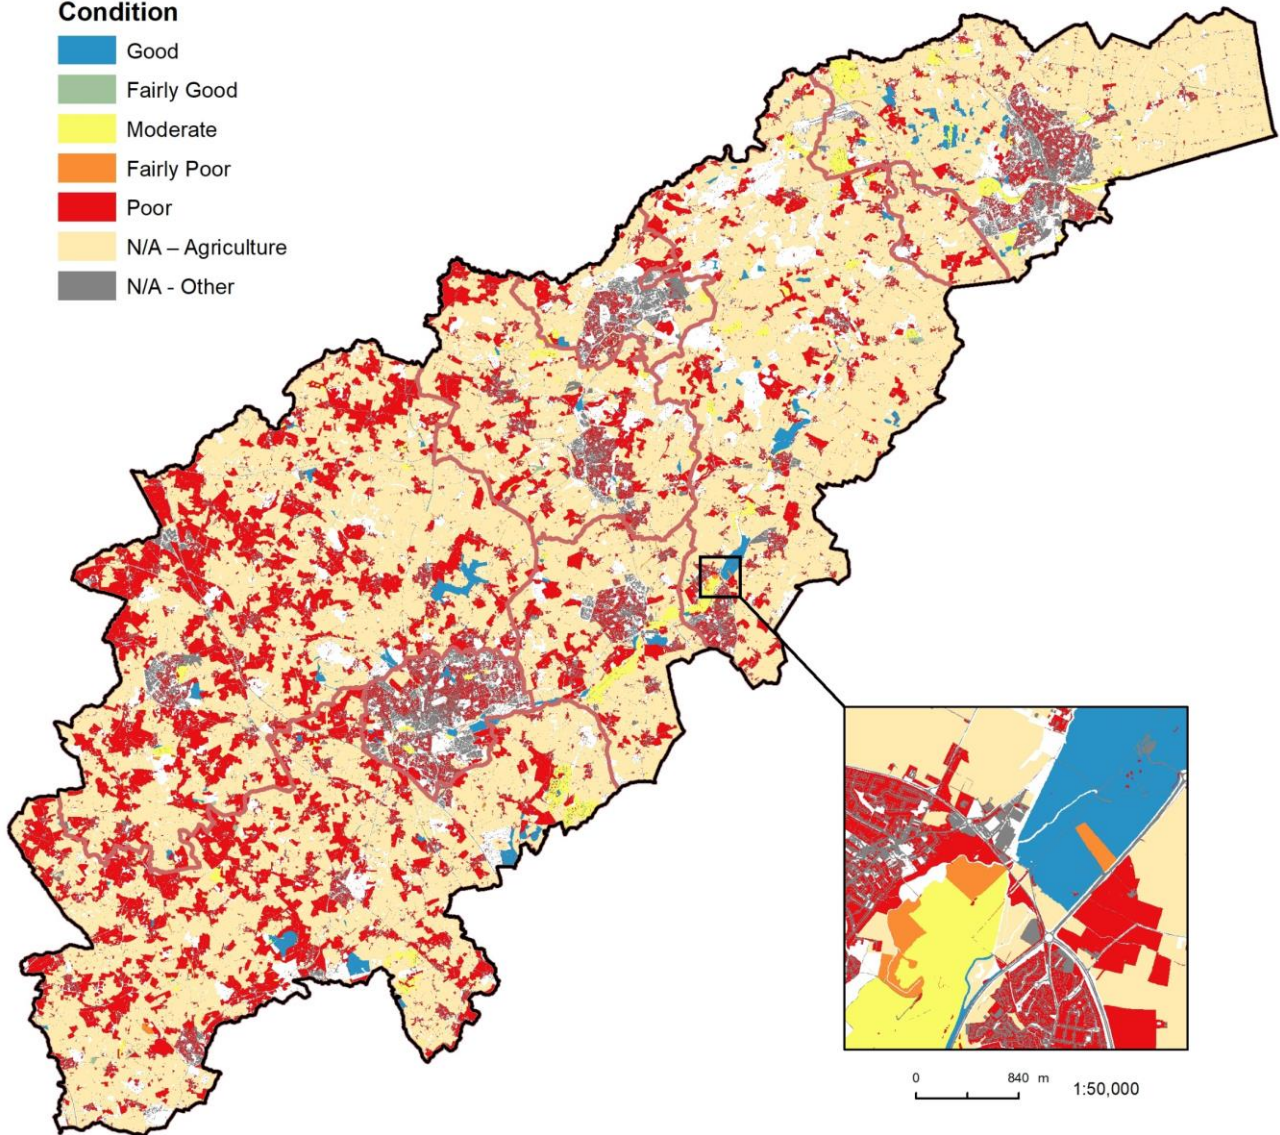 Condition
Good
Fairly Good
Moderate
Fairly Poor
Poor
N/A – Agriculture
N/A - Other
0 840 m
1:50,000